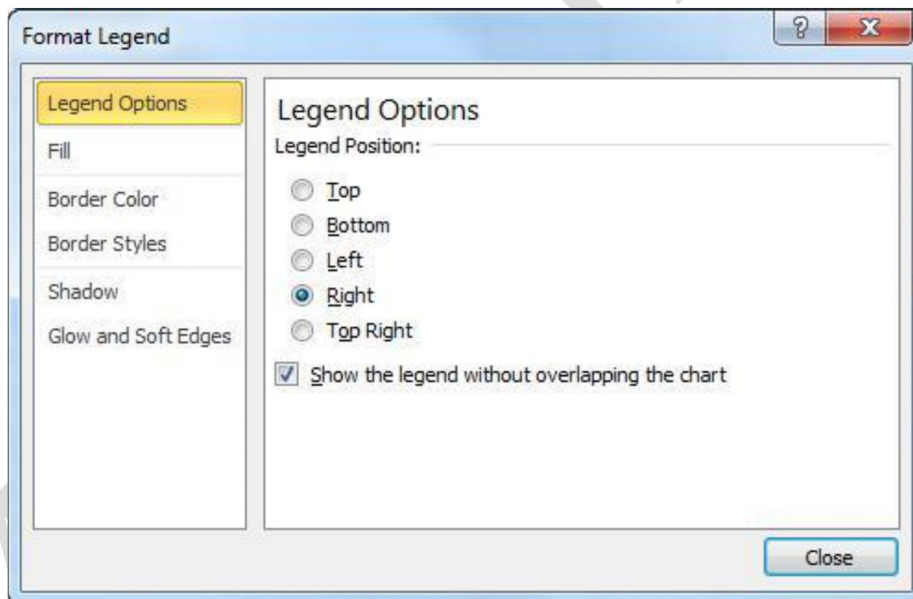 Format Legend
?
X
Legend Options
Fill
Border Color
Border Styles
Shadow
Glow and Soft Edges
Legend Options
Legend Position:
Top
Bottom
Left
Right
Top Right
Show the legend without overlapping the chart
Close